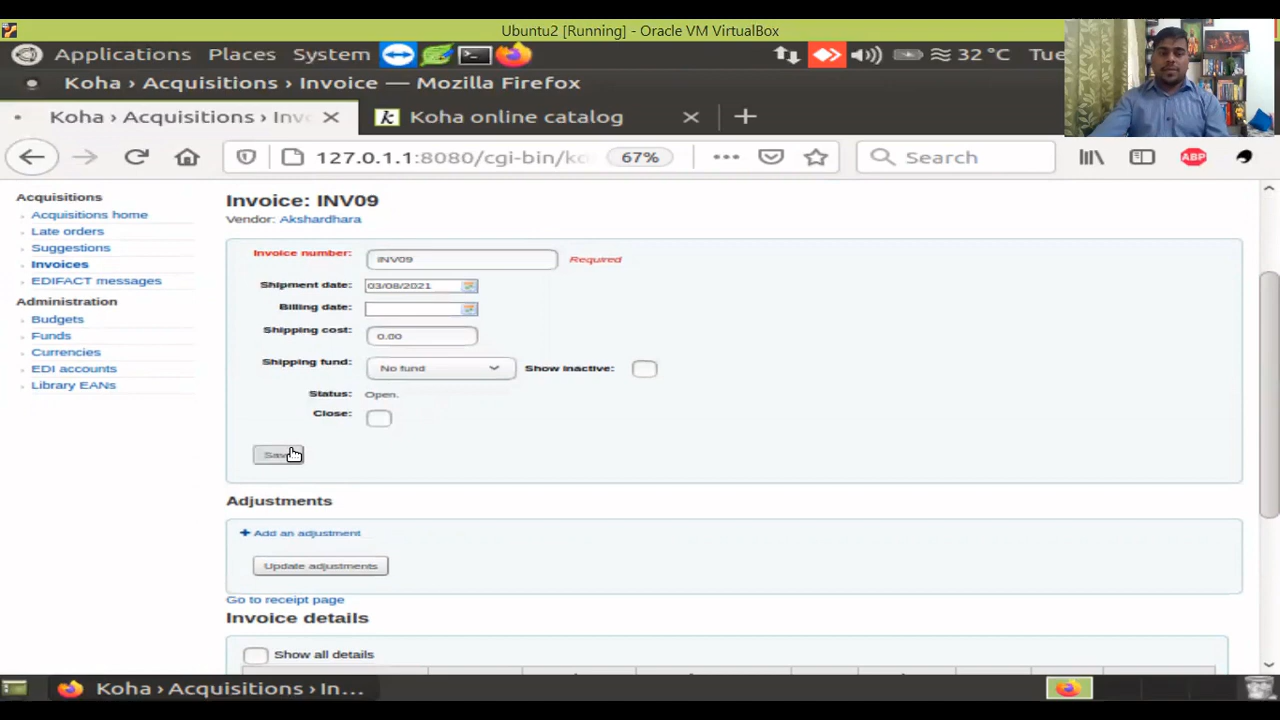 Ubuntu2 [Running] - Oracle VM VirtualBox
Applications Places System 32 °C Tue
Koha › Acquisitions › Invoice — Mozilla Firefox
Koha › Acquisitions › Inv
Koha online catalog
127.0.1.1:8080/cgi-bin/ko 67% Search ABP
Acquisitions
Acquisitions home
Late orders
Suggestions
Invoices
EDIFACT messages
Administration
Budgets
Funds
Currencies
EDI accounts
Library EANs
Invoice: INV09
Vendor: Akshardhara
Invoice number: INV09 Required
Shipment date: 03/08/2021
Billing date:
Shipping cost: 0.00
Shipping fund: No fund Show inactive:
Status: Open.
Close:
Adjustments
+ Add an adjustment
Update adjustments
Go to receipt page
Invoice details
Show all details
Koha › Acquisitions › In...